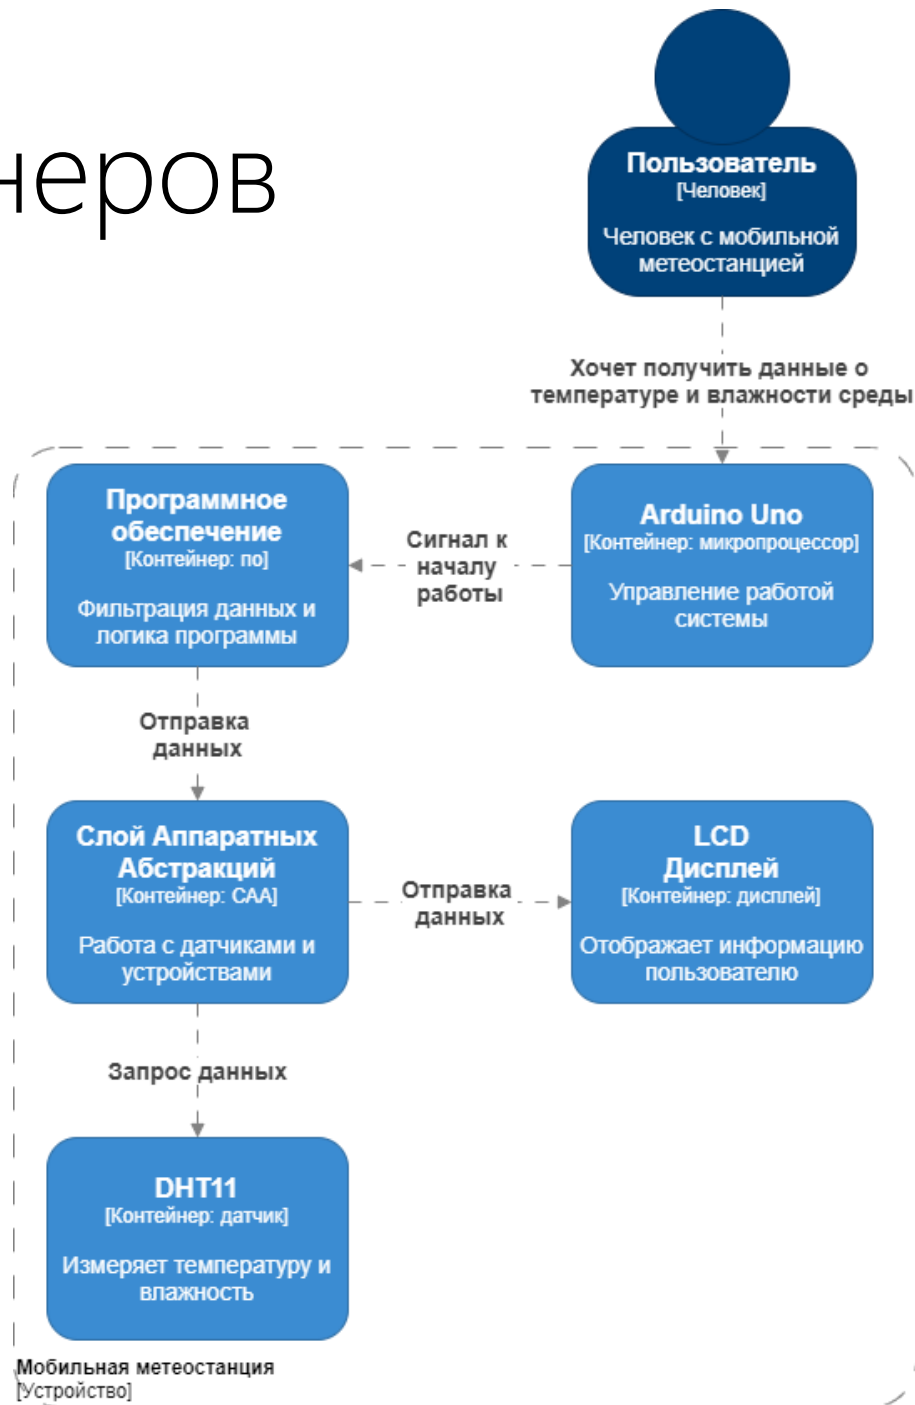 неров
Пользователь
[Человек]
Человек с мобильной
метеостанцией
Хочет получить данные о
температуре и влажности среды
Программное
обеспечение
[Контейнер: по]
Фильтрация данных и
логика программы
Сигнал к
началу
работы
Arduino Uno
[Контейнер: микропроцессор]
Управление работой
системы
Отправка
данных
Слой Аппаратных
Абстракций
[Контейнер: САА]
Работа с датчиками и
устройствами
Отправка
данных
LCD
Дисплей
[Контейнер: дисплей]
Отображает информацию
пользователю
Запрос данных
DHT11
[Контейнер: датчик]
Измеряет температуру и
влажность
Мобильная метеостанция
[Устройство]